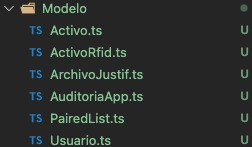 Modelo
TS Activo.ts U
TS ActivoRfid.ts U
TS ArchivoJustif.ts U
TS AuditoriaApp.ts U
TS PairedList.ts U
TS Usuario.ts U